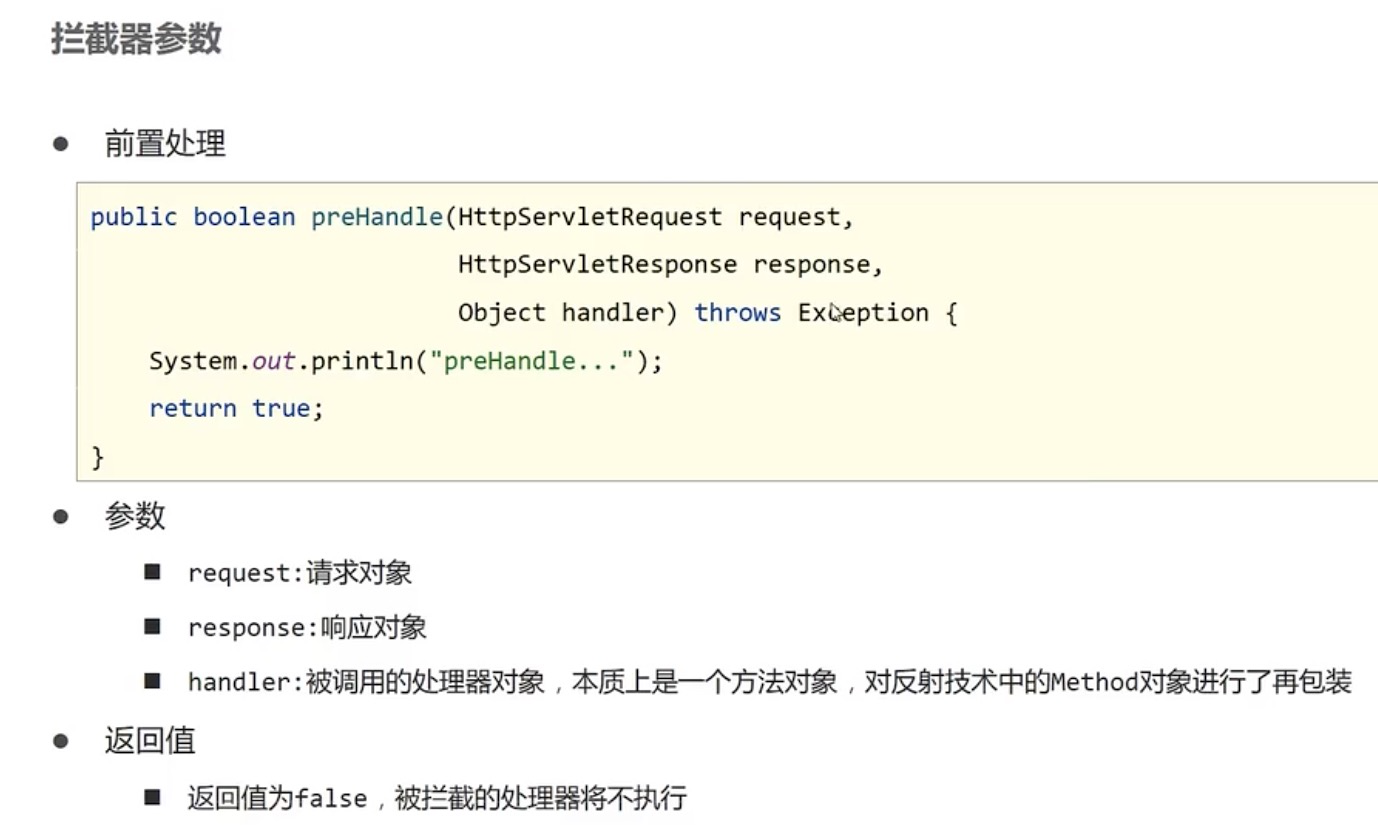 拦截器参数
● 前置处理
public boolean preHandle(HttpServletRequest request,
HttpServletResponse response,
Object handler) throws Exception {
System.out.println("preHandle...");
return true;
}
● 参数
■ request:请求对象
■ response:响应对象
■ handler:被调用的处理器对象，本质上是一个方法对象，对反射技术中的Method对象进行了再包装
● 返回值
■ 返回值为false，被拦截的处理器将不执行